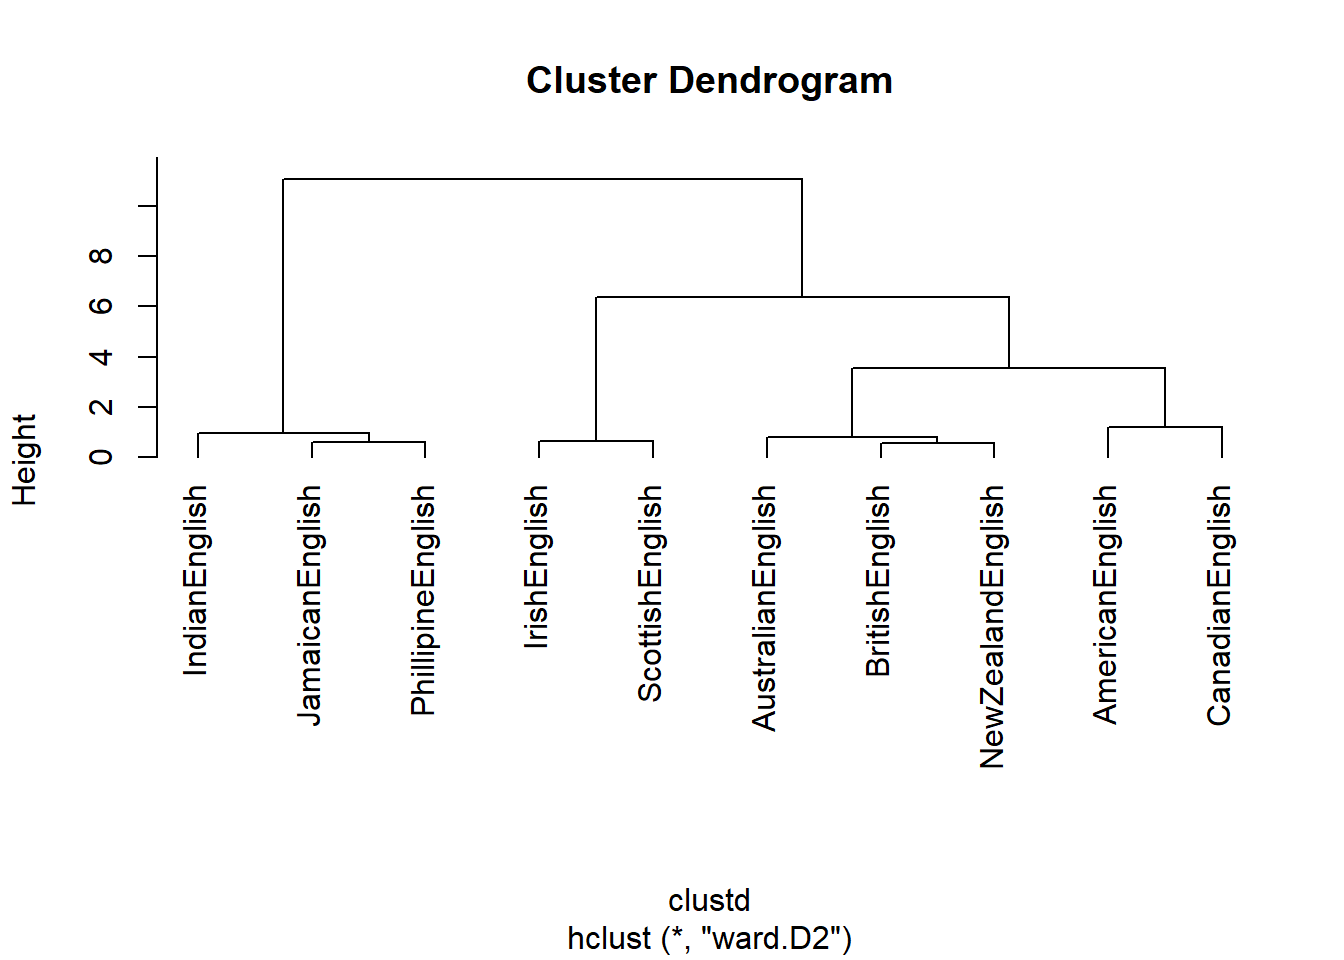 Cluster Dendrogram
Height
8
6
4
2
0
IndianEnglish
JamaicanEnglish
PhillipineEnglish
IrishEnglish
ScottishEnglish
AustralianEnglish
BritishEnglish
NewZealandEnglish
AmericanEnglish
CanadianEnglish
clustd
hclust (*, "ward.D2")